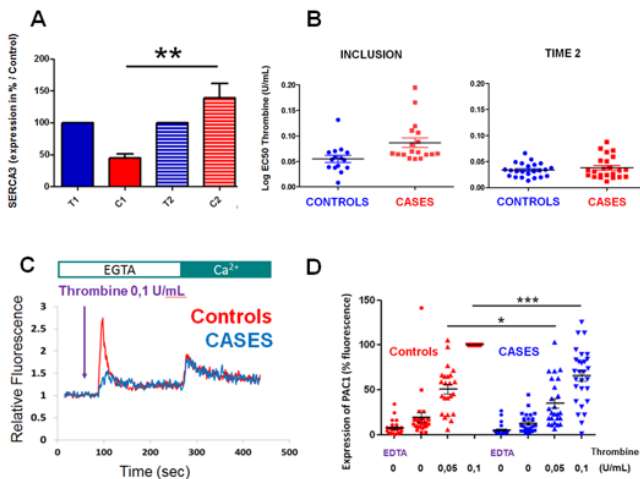 A
**
SERCA3 (expression in % / Control)
200
150
100
50
0
T1
C1
T2
C2
B
INCLUSION
TIME 2
Log EC50 Thrombine (U/mL)
0.20
0.15
0.10
0.05
0.00
CONTROLS
CASES
0.20
0.15
0.10
0.05
0.00
CONTROLS
CASES
C
EGTA
Ca2+
Thrombine 0,1 U/mL
Controls
CASES
Relative Fluorescence
3
2.5
2
1.5
1
0.5
0
0
100
200
300
400
500
Time (sec)
D
***
*
Controls
CASES
Expression of PAC1 (% fluorescence)
150
100
50
0
EDTA
EDTA
Thrombine
0 0 0,05 0,1 0 0 0,05 0,1 (U/mL)